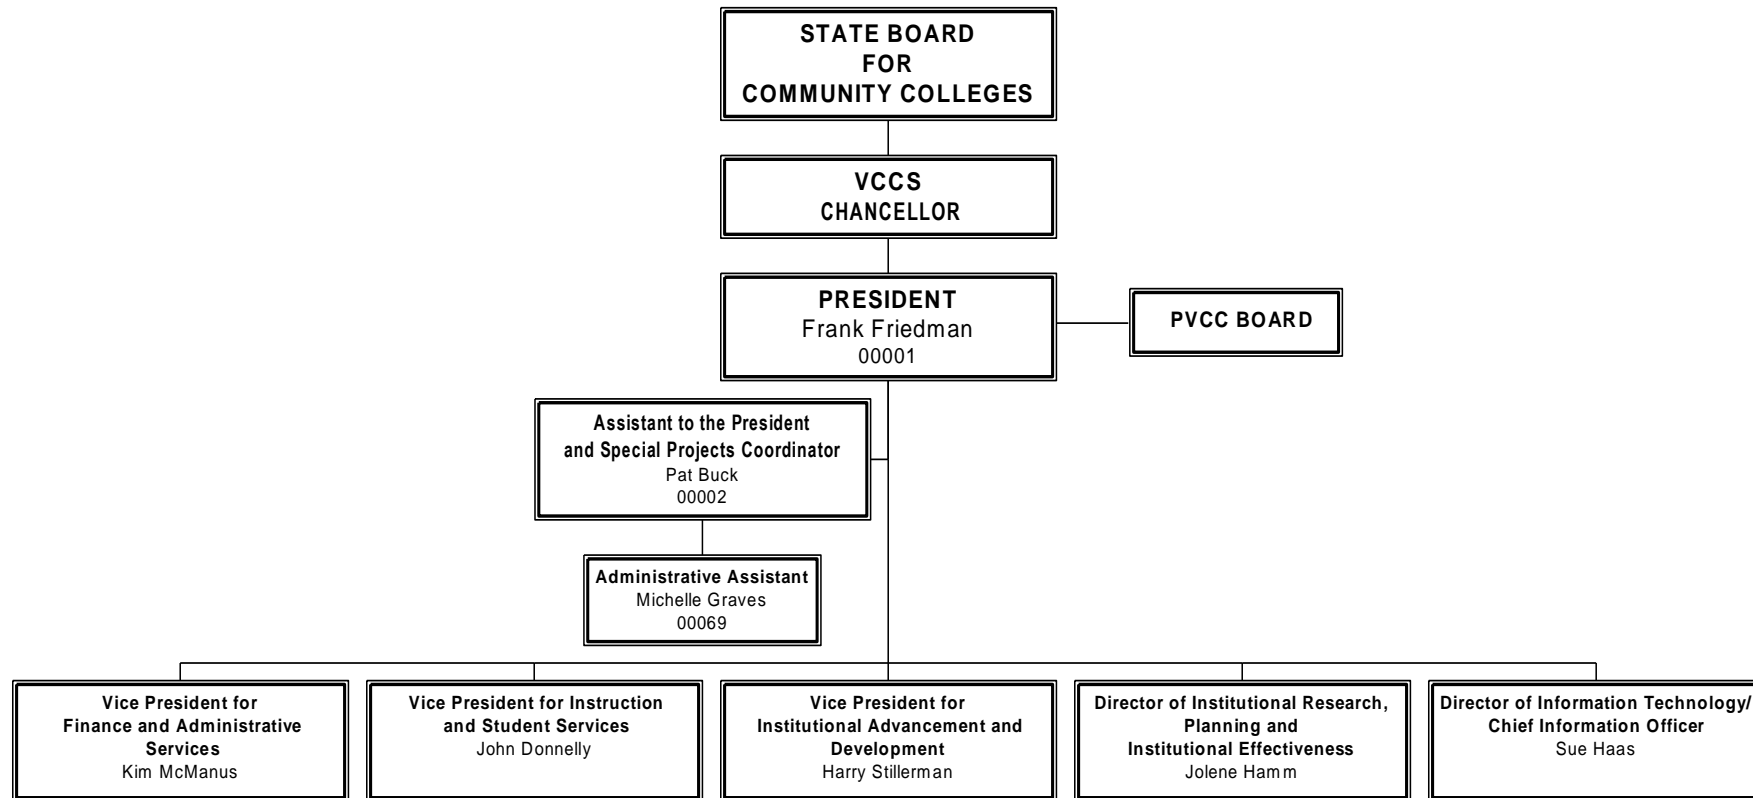 STATE BOARD
FOR
COMMUNITY COLLEGES
VCCS
CHANCELLOR
PRESIDENT
Frank Friedman
00001
PVCC BOARD
Assistant to the President
and Special Projects Coordinator
Pat Buck
00002
Administrative Assistant
Michelle Graves
00069
Vice President for
Finance and Administrative
Services
Kim McManus
Vice President for Instruction
and Student Services
John Donnelly
Vice President for
Institutional Advancement and
Development
Harry Stillerman
Director of Institutional Research,
Planning and
Institutional Effectiveness
Jolene Hamm
Director of Information Technology/
Chief Information Officer
Sue Haas